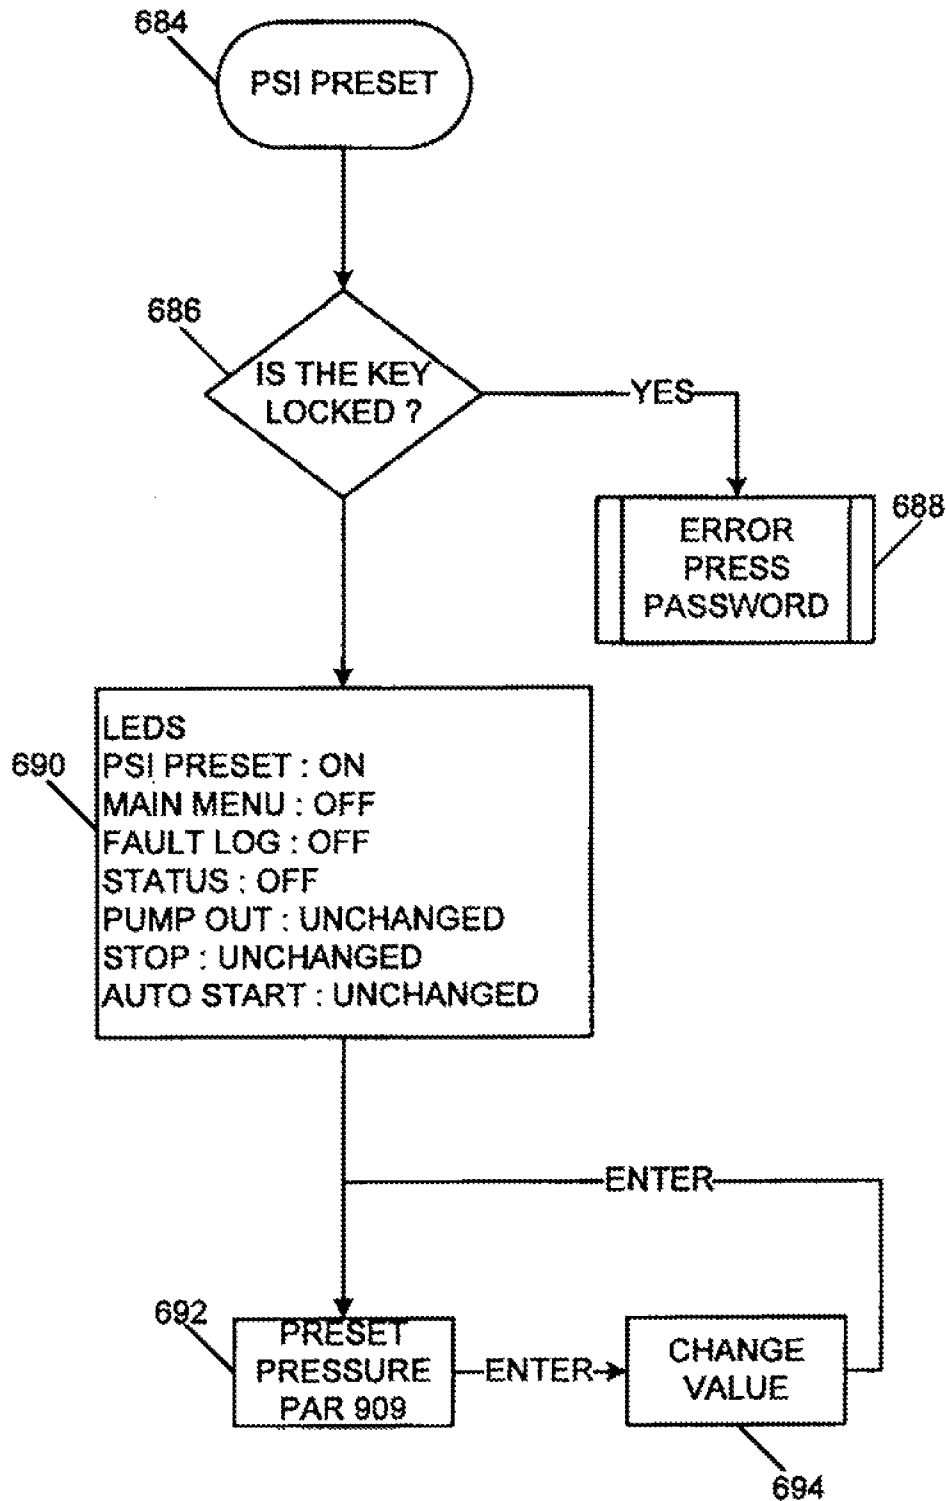 684
PSI PRESET
686
IS THE KEY
LOCKED ?
YES
688
ERROR
PRESS
PASSWORD
690
LEDS
PSI PRESET : ON
MAIN MENU : OFF
FAULT LOG : OFF
STATUS : OFF
PUMP OUT : UNCHANGED
STOP : UNCHANGED
AUTO START : UNCHANGED
ENTER
692
PRESET
PRESSURE
PAR 909
ENTER
CHANGE
VALUE
694